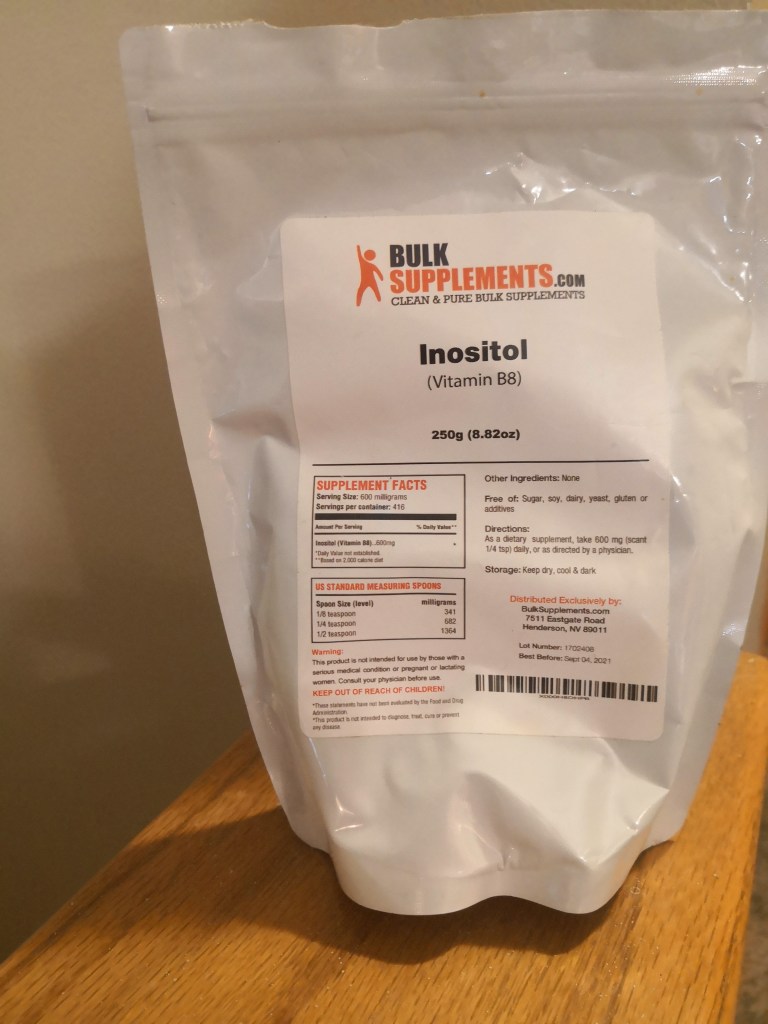 BULK
SUPPLEMENTS.COM
CLEAN & PURE BULK SUPPLEMENTS
Inositol
(Vitamin B8)
250g (8.82oz)
SUPPLEMENT FACTS
Serving Size: 600 milligrams
Servings per container: 416
Amount Per Serving % Daily Value**
Inositol (Vitamin B8)..600mg *
*Daily Value not established.
**Based on 2,000 calorie diet
US STANDARD MEASURING SPOONS
Spoon Size (level) milligrams
1/8 teaspoon 341
1/4 teaspoon 682
1/2 teaspoon 1364
Warning:
This product is not intended for use by those with a
serious medical condition or pregnant or lactating
women. Consult your physician before use.
KEEP OUT OF REACH OF CHILDREN!
*These statements have not been evaluated by the Food and Drug
Administration.
*This product is not intended to diagnose, treat, cure or prevent
any disease.
Other Ingredients: None
Free of: Sugar, soy, dairy, yeast, gluten or
additives
Directions:
As a dietary supplement, take 600 mg (scant
1/4 tsp) daily, or as directed by a physician.
Storage: Keep dry, cool & dark
Distributed Exclusively by:
BulkSupplements.com
7511 Eastgate Road
Henderson, NV 89011
Lot Number: 1702408
Best Before: Sept 04, 2021